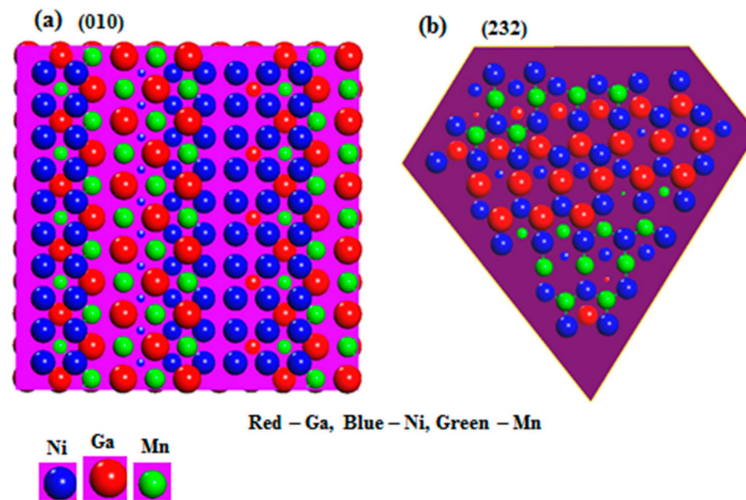 (a) (010)
(b) (232)
Red – Ga, Blue – Ni, Green – Mn
Ni Ga Mn